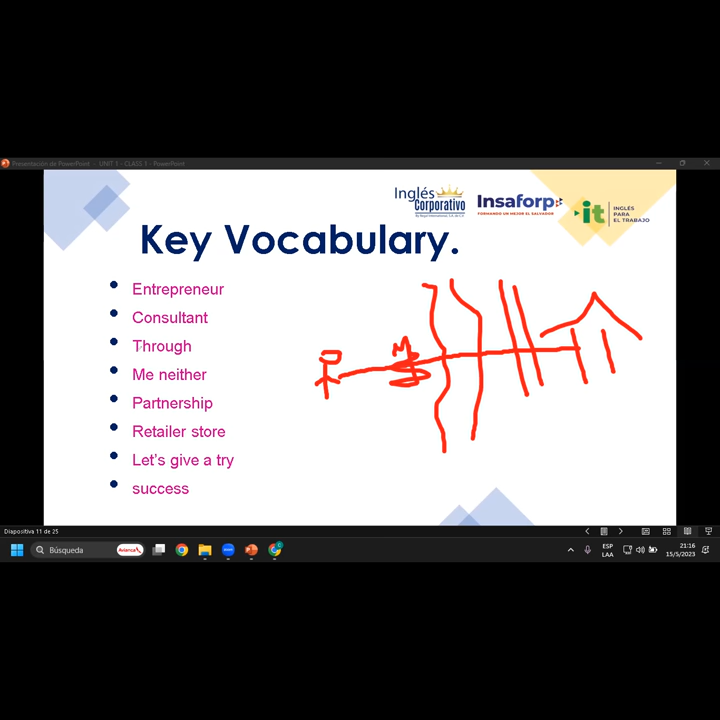 Presentación de PowerPoint - UNIT 1 - CLASS 1 - PowerPoint
Inglés
Corporativo
Insaforp
FORMANDO UN MEJOR EL SALVADOR
it
INGLÉS
PARA
EL TRABAJO
Key Vocabulary.
• Entrepreneur
• Consultant
• Through
• Me neither
• Partnership
• Retailer store
• Let's give a try
• success
M
Diapositiva 11 de 25
Búsqueda
ESP
LAA
21:16
15/5/2023